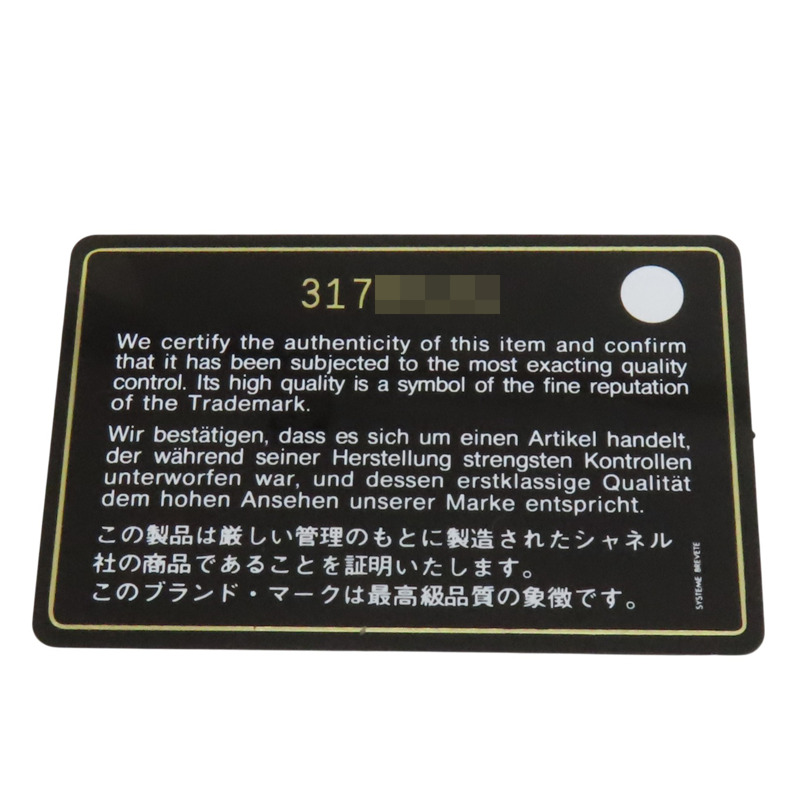 317
We certify the authenticity of this item and confirm
that it has been subjected to the most exacting quality
control. Its high quality is a symbol of the fine reputation
of the Trademark.
Wir bestätigen, dass es sich um einen Artikel handelt,
der während seiner Herstellung strengsten Kontrollen
unterworfen war, und dessen erstklassige Qualität
dem hohen Ansehen unserer Marke entspricht.
この製品は厳しい管理のもとに製造されたシャネル
社の商品であることを証明いたします。
このブランド・マークは最高級品質の象徴です。
SYSTEME BREVETE